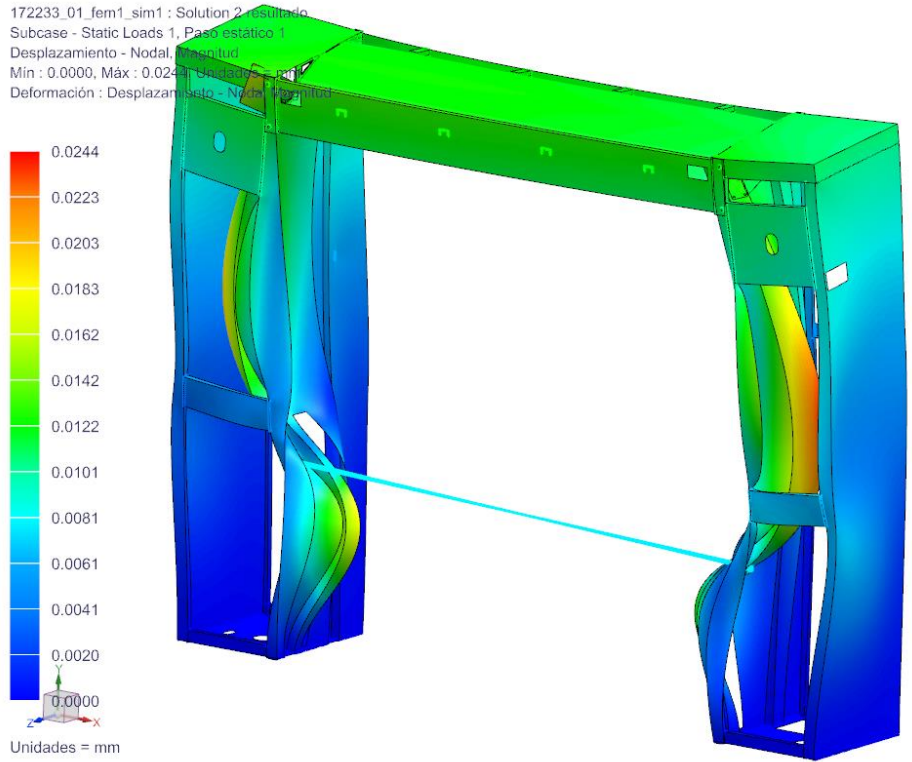 172233_01_fem1_sim1 : Solution 2 resultado
Subcase - Static Loads 1, Paso estático 1
Desplazamiento - Nodal, Magnitud
Mín : 0.0000, Máx : 0.0244, Unidades = mm
Deformación : Desplazamiento - Nodal Magnitud
0.0244
0.0223
0.0203
0.0183
0.0162
0.0142
0.0122
0.0101
0.0081
0.0061
0.0041
0.0020
0.0000
Y
Z X
Unidades = mm